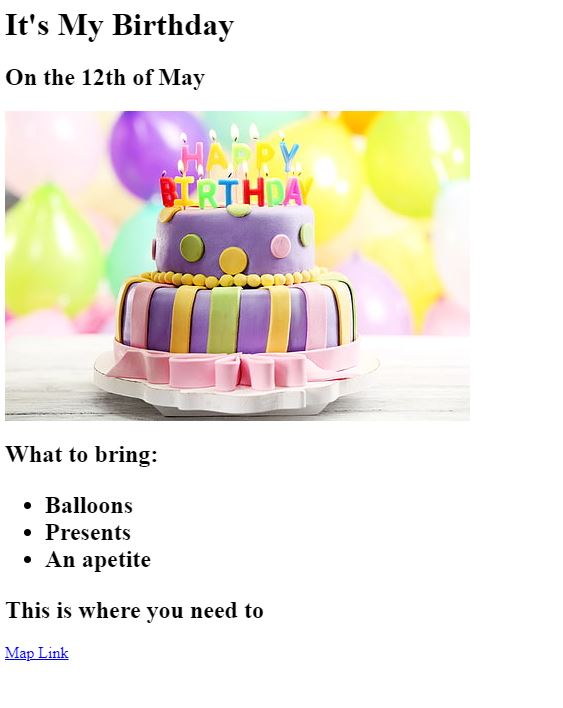 It's My Birthday
On the 12th of May
HAPPY
BIRTHDAY
What to bring:
Balloons
Presents
An apetite
This is where you need to
Map Link